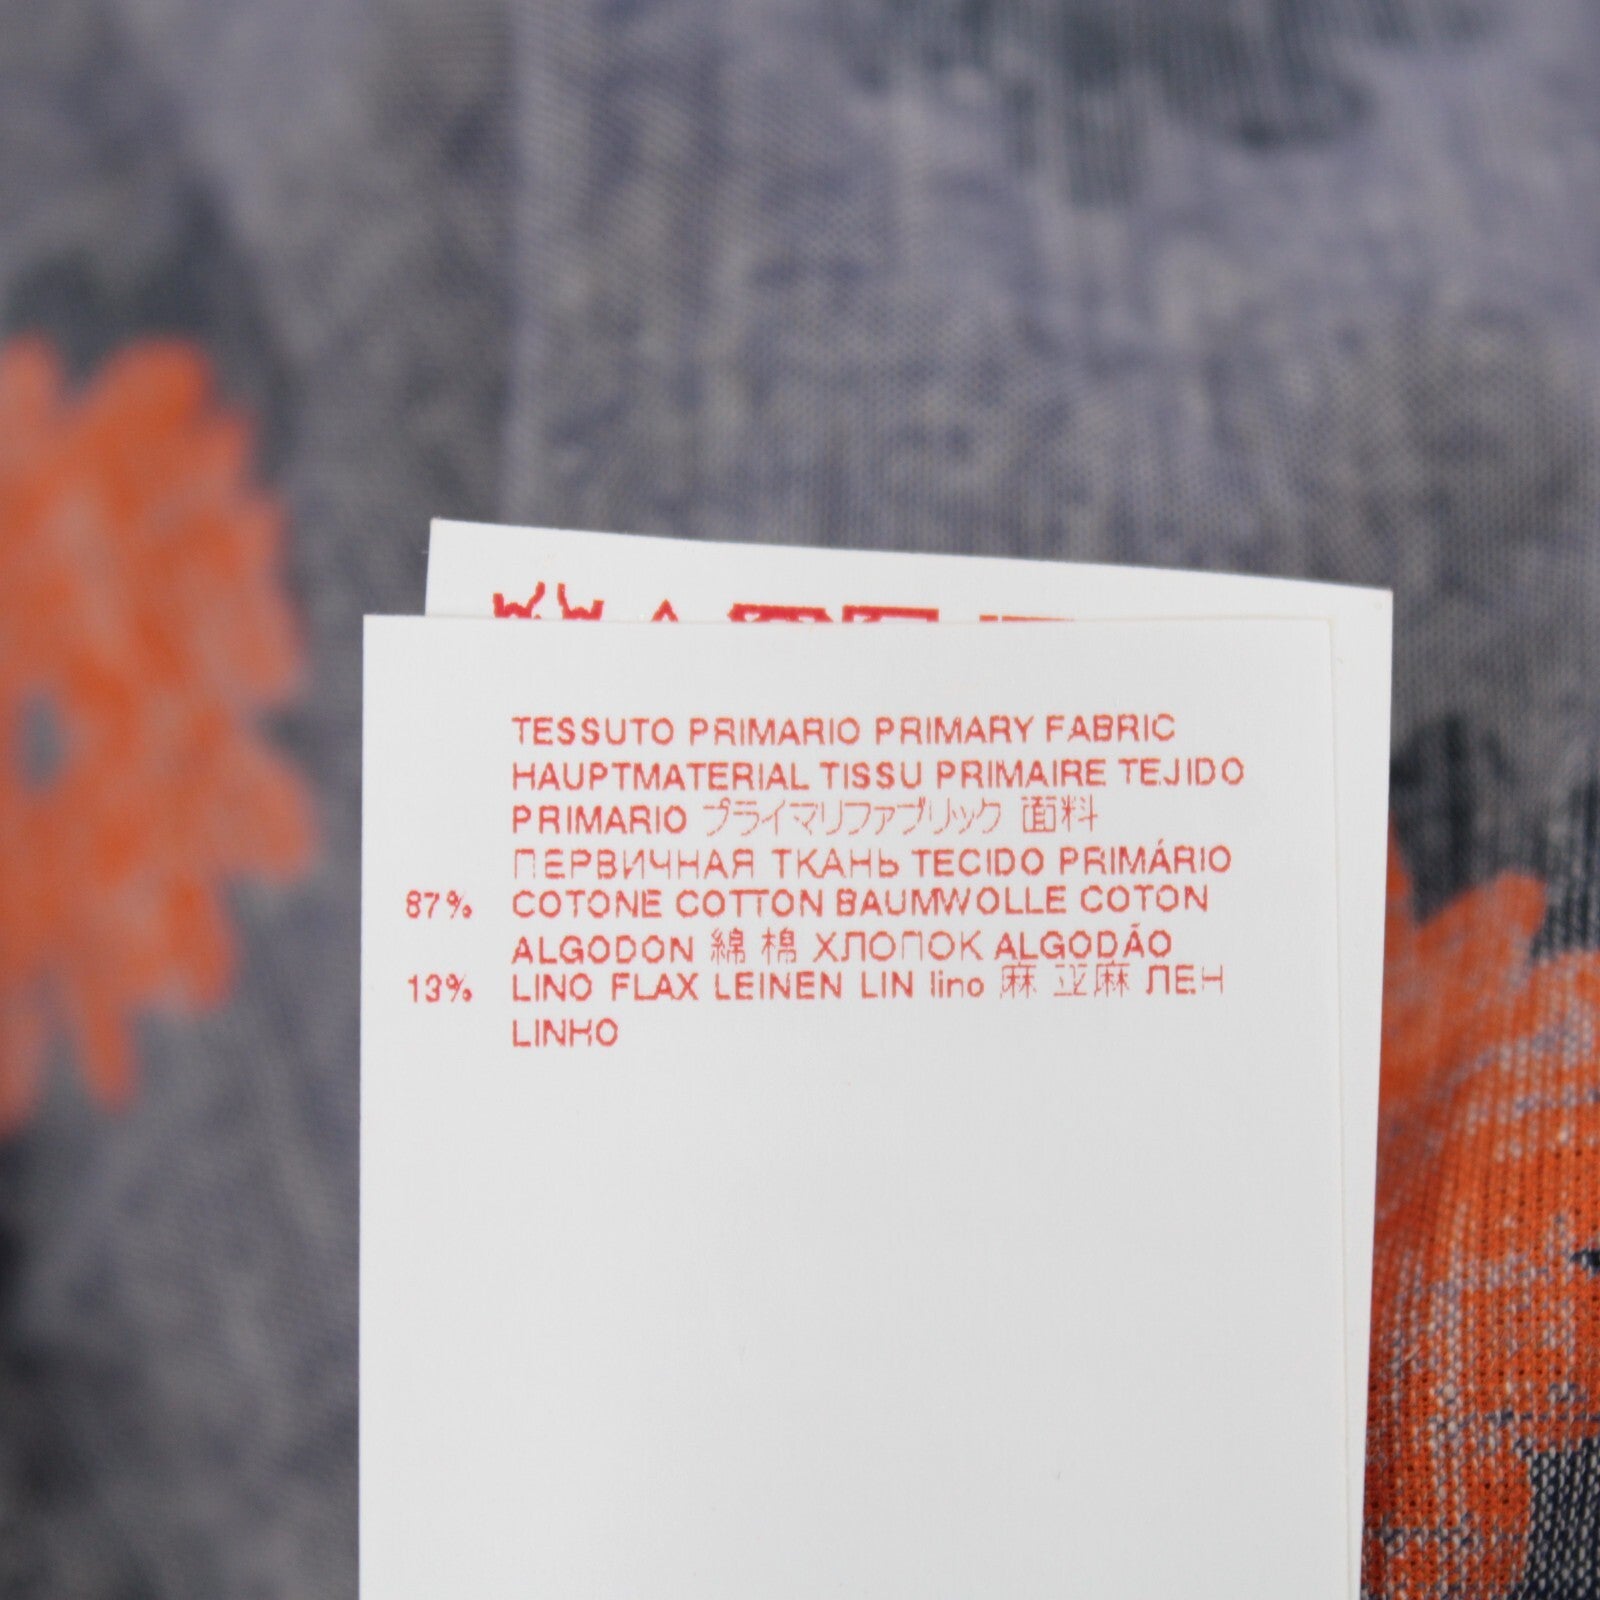 TESSUTO PRIMARIO PRIMARY FABRIC
HAUPTMATERIAL TISSU PRIMAIRE TEJIDO
PRIMARIO プライマリファブリック 面料
ПЕРВИЧНАЯ ТКАНЬ TECIDO PRIMÁRIO
87% COTONE COTTON BAUMWOLLE COTON
ALGODON 綿 棉 ХЛОПОК ALGODÃO
13% LINO FLAX LEINEN LIN lino 麻 亚麻 ЛЕН
LINHO